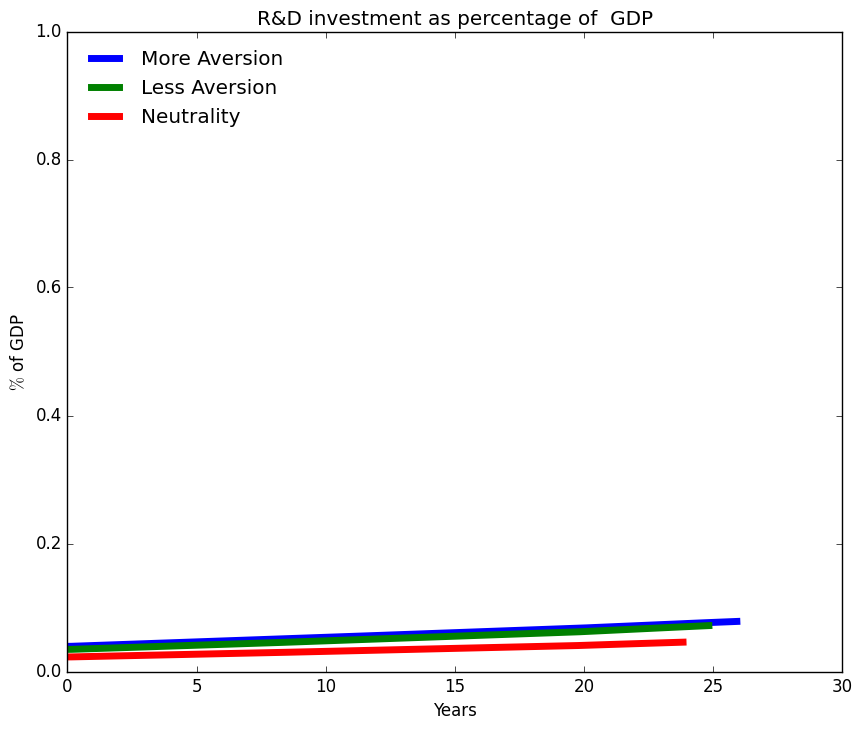 R&D investment as percentage of  GDP
1.0
More Aversion
Less Aversion
Neutrality
0.8
0.6
% of GDP
0.4
0.2
0.0
0 5 10 15 20 25 30
Years